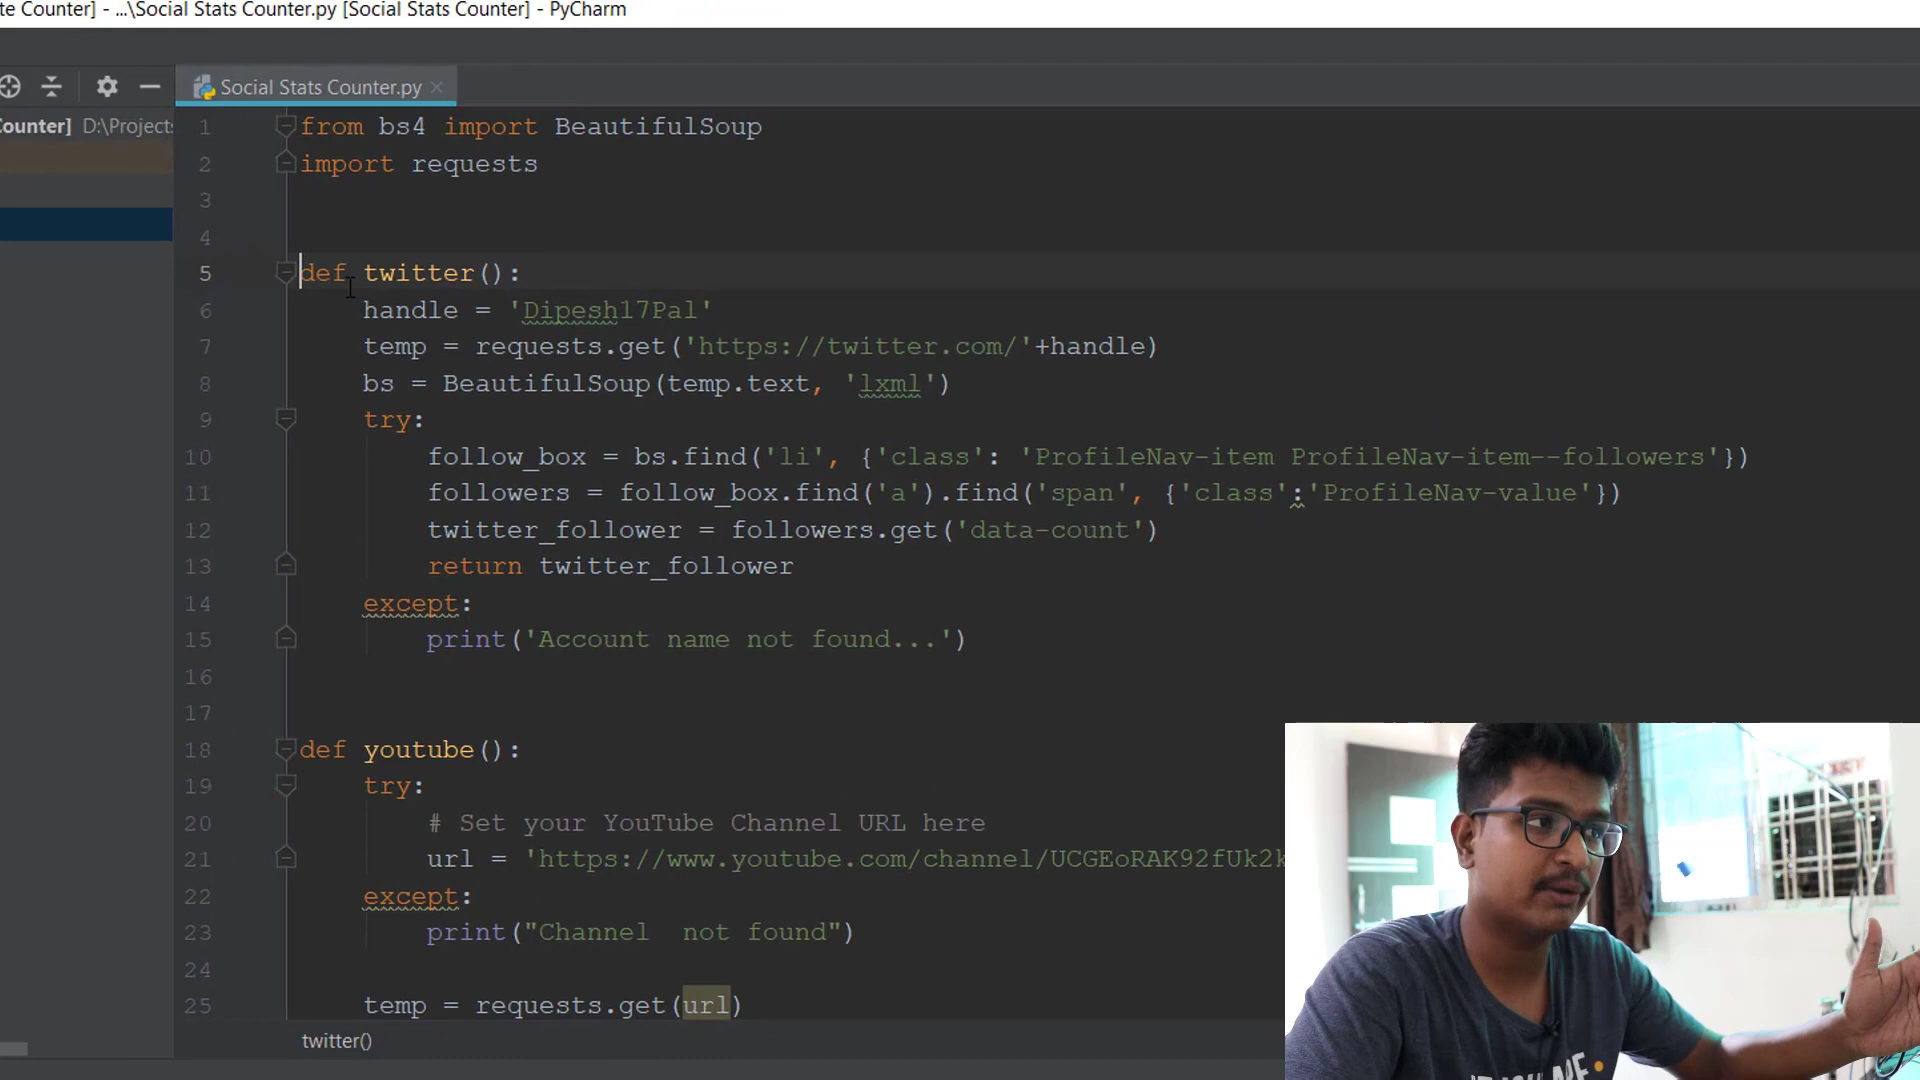 te Counter] - ...\Social Stats Counter.py [Social Stats Counter] - PyCharm
Social Stats Counter.py
Counter] D:\Projects
1 from bs4 import BeautifulSoup
2 import requests
3
4
5 def twitter():
6 handle = 'Dipesh17Pal'
7 temp = requests.get('https://twitter.com/'+handle)
8 bs = BeautifulSoup(temp.text, 'lxml')
9 try:
10 follow_box = bs.find('li', {'class': 'ProfileNav-item ProfileNav-item--followers'})
11 followers = follow_box.find('a').find('span', {'class':'ProfileNav-value'})
12 twitter_follower = followers.get('data-count')
13 return twitter_follower
14 except:
15 print('Account name not found...')
16
17
18 def youtube():
19 try:
20 # Set your YouTube Channel URL here
21 url = 'https://www.youtube.com/channel/UCGEoRAK92fUk2k
22 except:
23 print("Channel  not found")
24
25 temp = requests.get(url)
twitter()